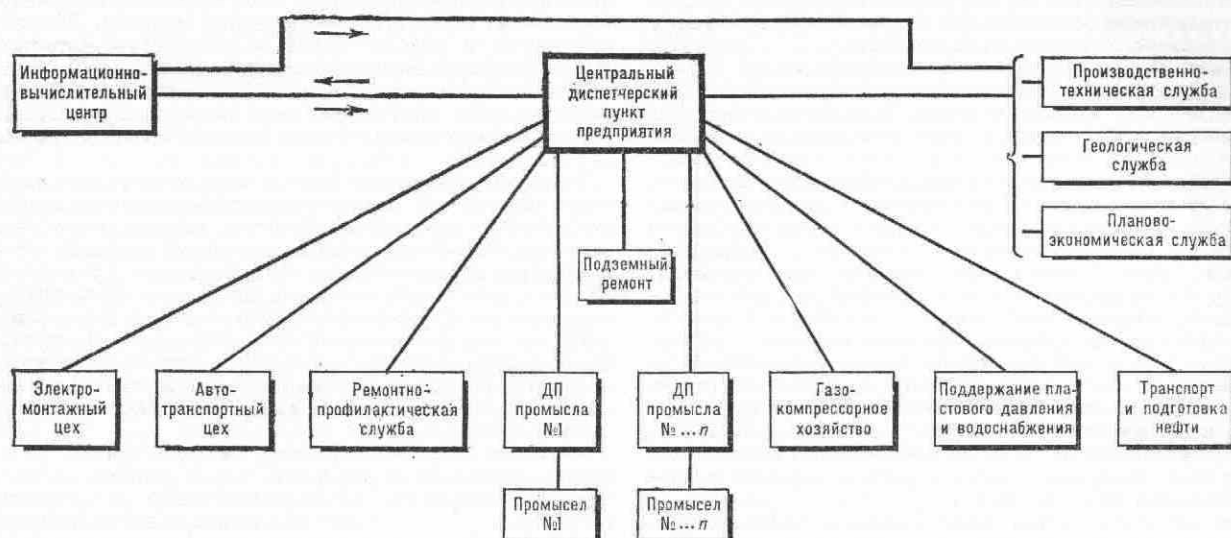 Информационно-
вычислительный
центр
Центральный
диспетчерский
пункт
предприятия
Производственно-
техническая служба
Геологическая
служба
Планово-
экономическая служба
Подземный
ремонт
Электро-
монтажный
цех
Авто-
транспортный
цех
Ремонтно-
профилактическая
служба
ДП
промысла
№1
ДП
промысла
№...n
Газо-
компрессорное
хозяйство
Поддержание пла-
стового давления
и водоснабжения
Транспорт
и подготовка
нефти
Промысел
№1
Промысел
№...n